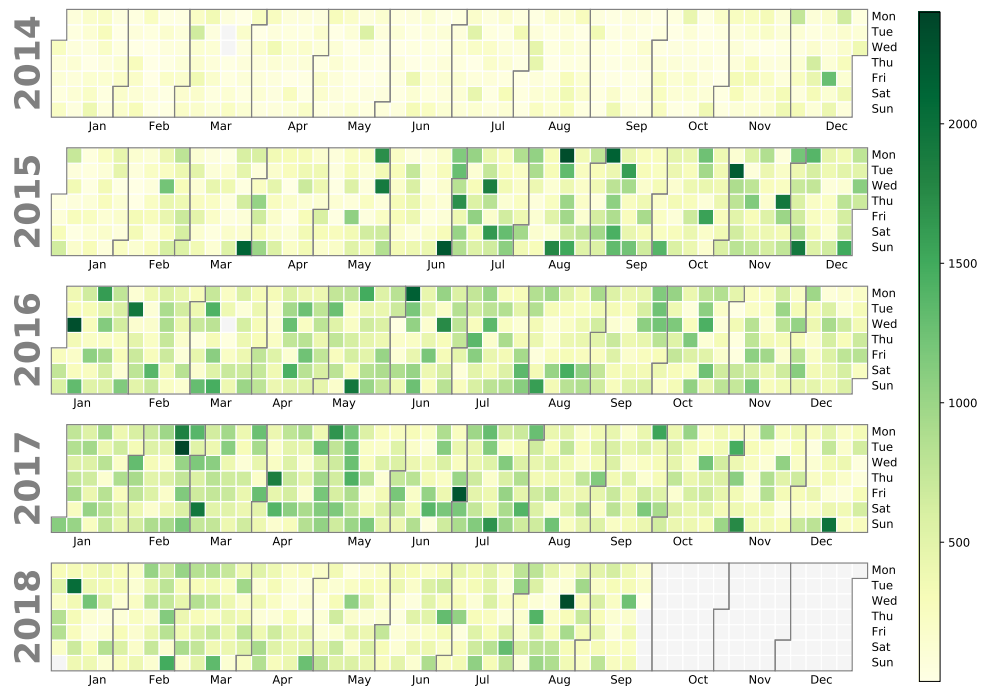 2014
Mon
Tue
Wed
Thu
Fri
Sat
Sun
Jan Feb Mar Apr May Jun Jul Aug Sep Oct Nov Dec
2015
Mon
Tue
Wed
Thu
Fri
Sat
Sun
Jan Feb Mar Apr May Jun Jul Aug Sep Oct Nov Dec
2016
Mon
Tue
Wed
Thu
Fri
Sat
Sun
Jan Feb Mar Apr May Jun Jul Aug Sep Oct Nov Dec
2017
Mon
Tue
Wed
Thu
Fri
Sat
Sun
Jan Feb Mar Apr May Jun Jul Aug Sep Oct Nov Dec
2018
Mon
Tue
Wed
Thu
Fri
Sat
Sun
Jan Feb Mar Apr May Jun Jul Aug Sep Oct Nov Dec
2000
1500
1000
500